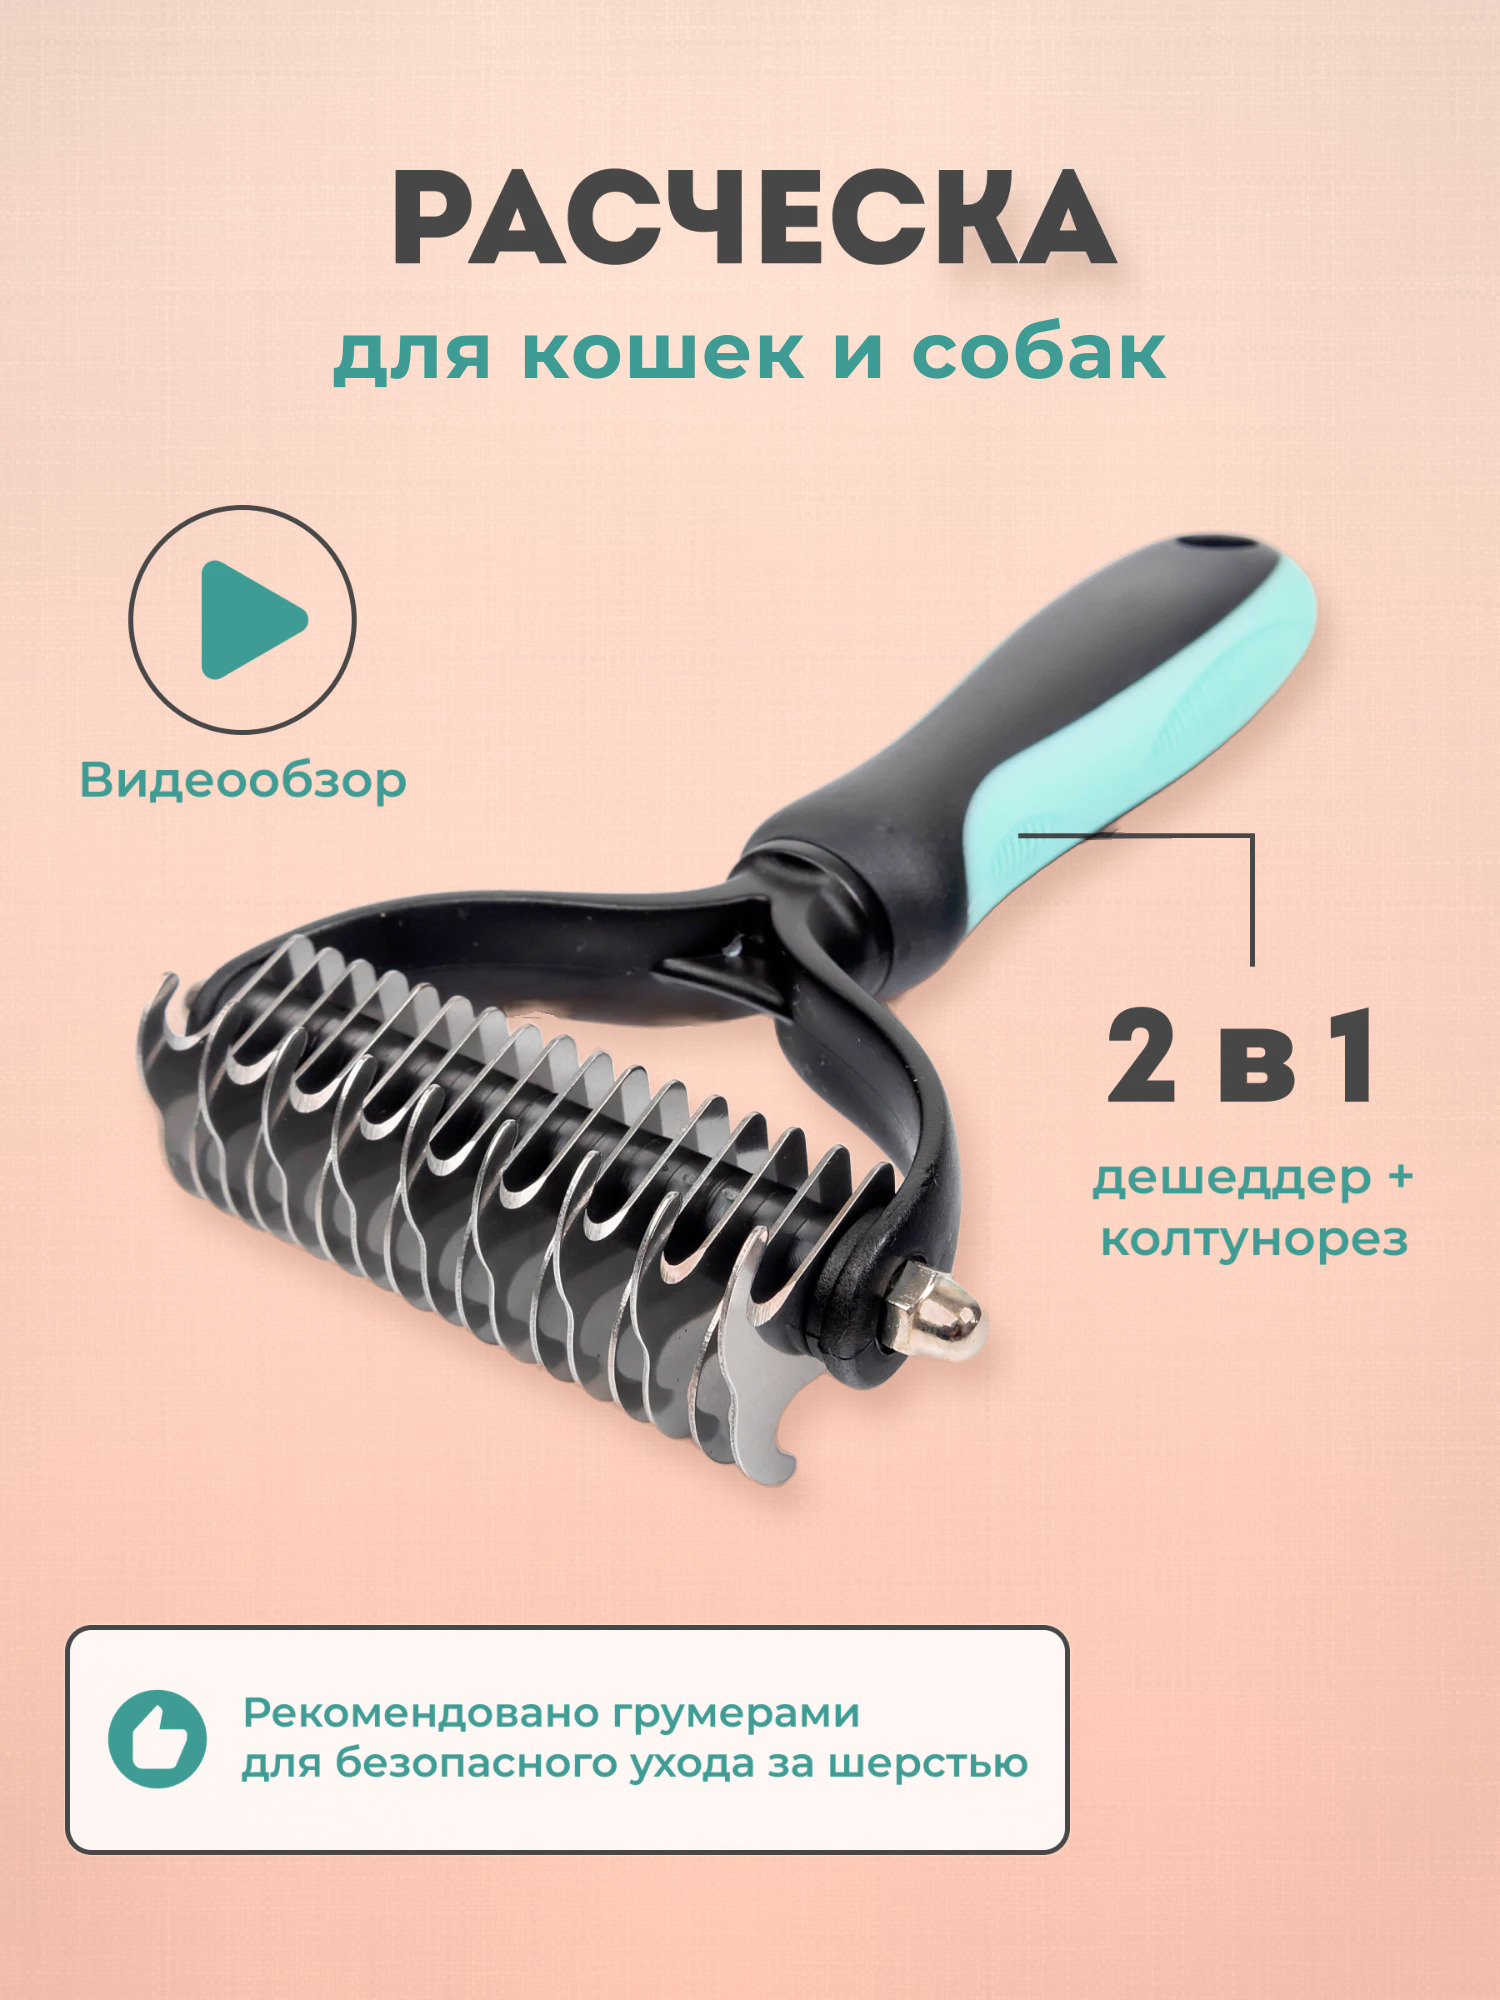 РАСЧЕСКА
для кошек и собак
Видеообзор
2 в 1
дешеддер +
колтунорез
Рекомендовано грумерами
для безопасного ухода за шерстью